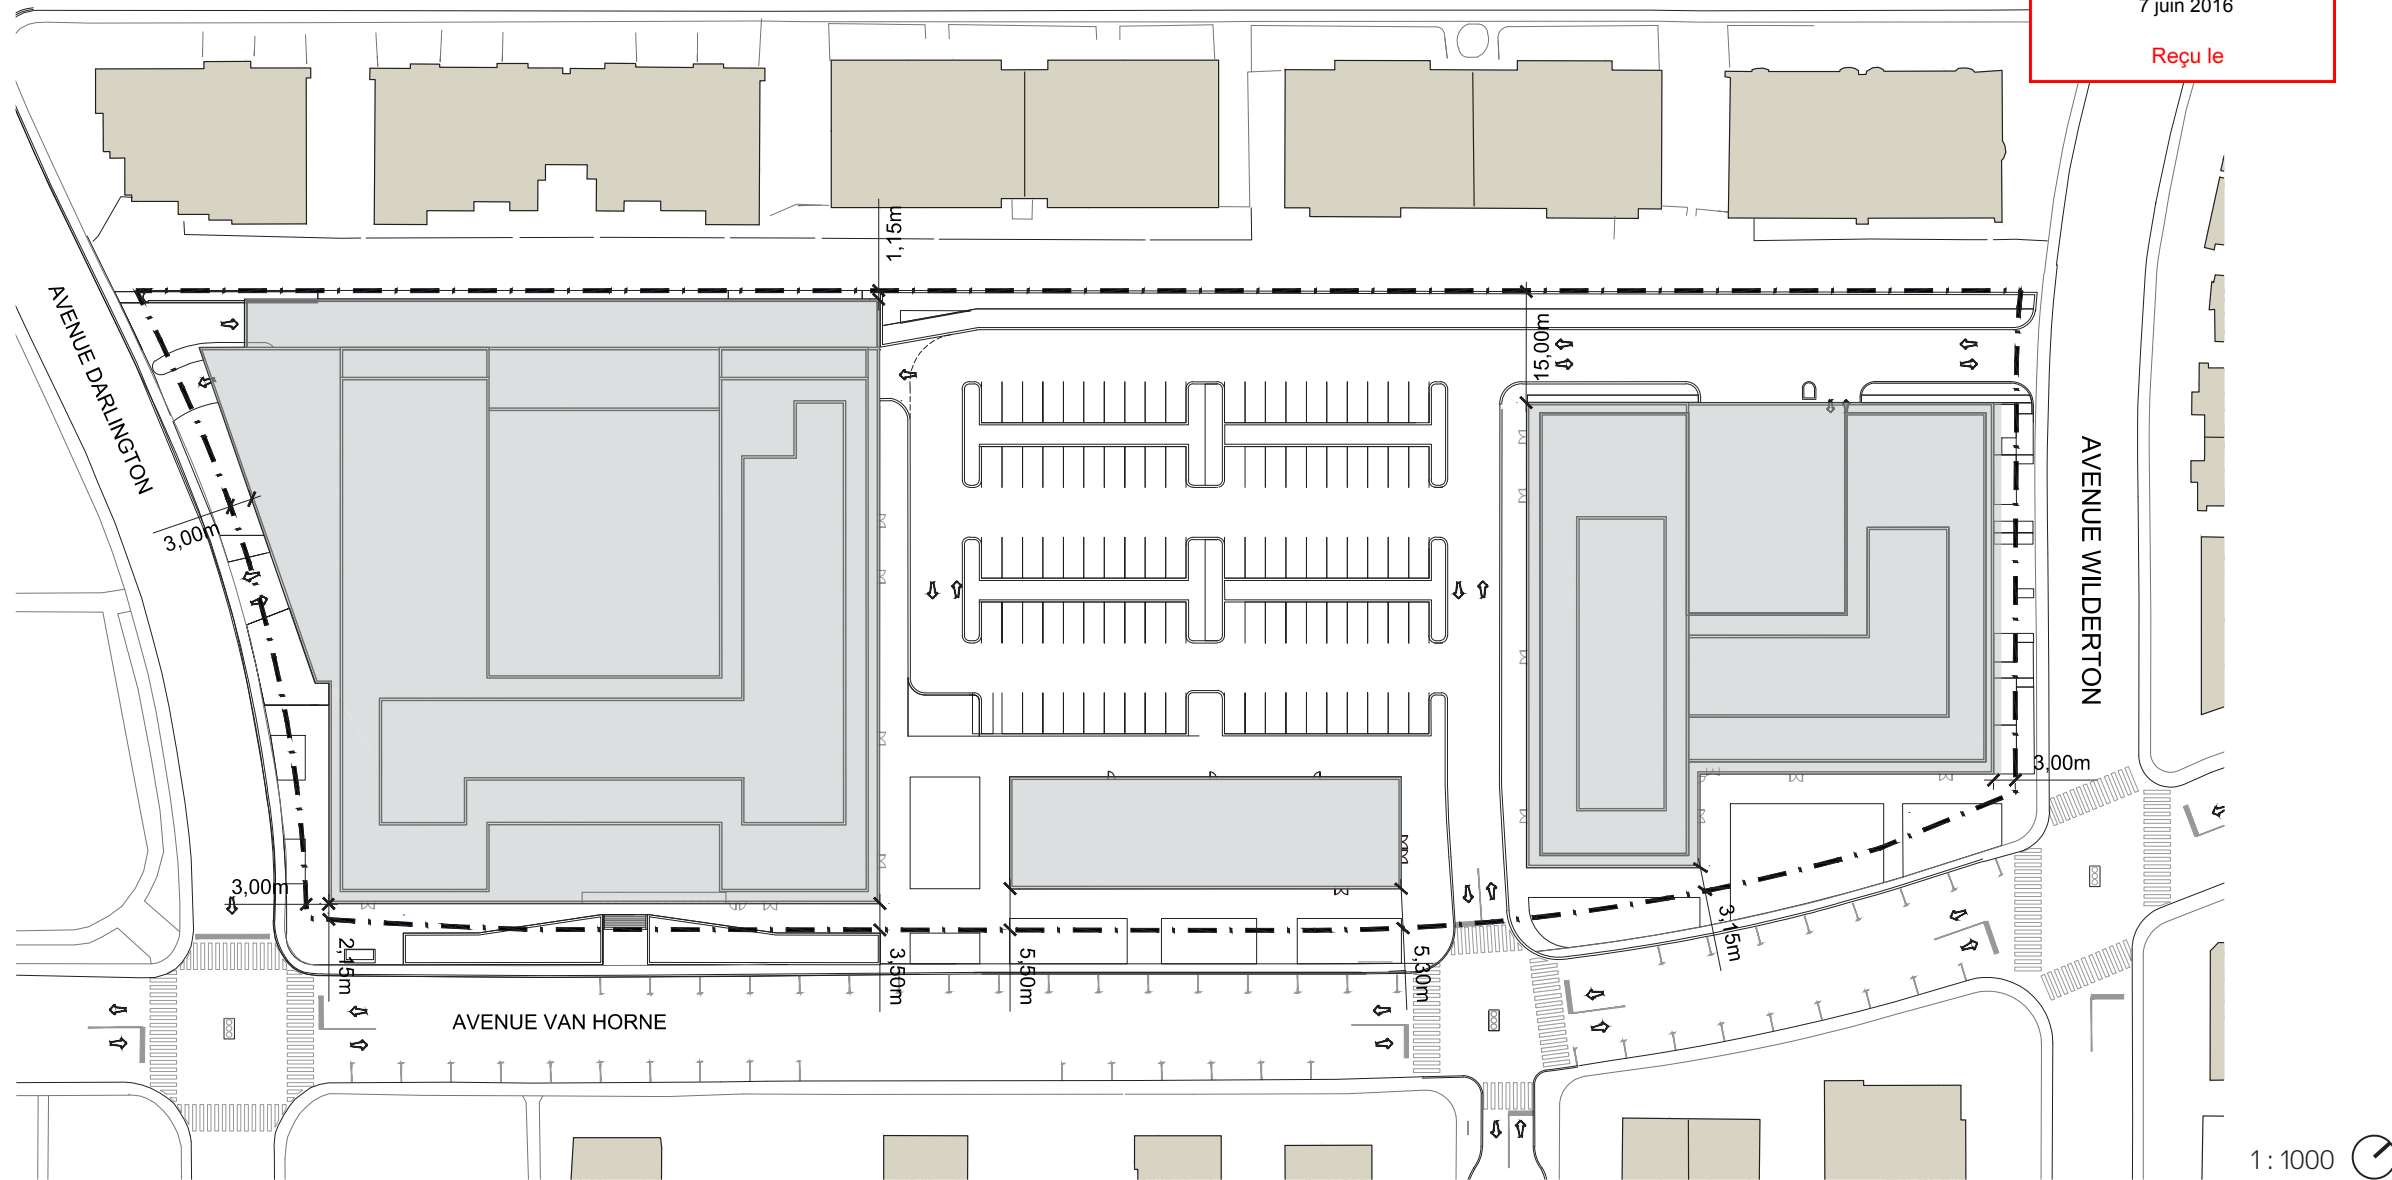 7 juin 2016
Reçu le
1,15m
AVENUE DARLINGTON
15,00m
AVENUE WILDERTON
3,00m
3,00m
3,00m
2,15m
3,50m
5,50m
5,30m
3,15m
AVENUE VAN HORNE
1 : 1000